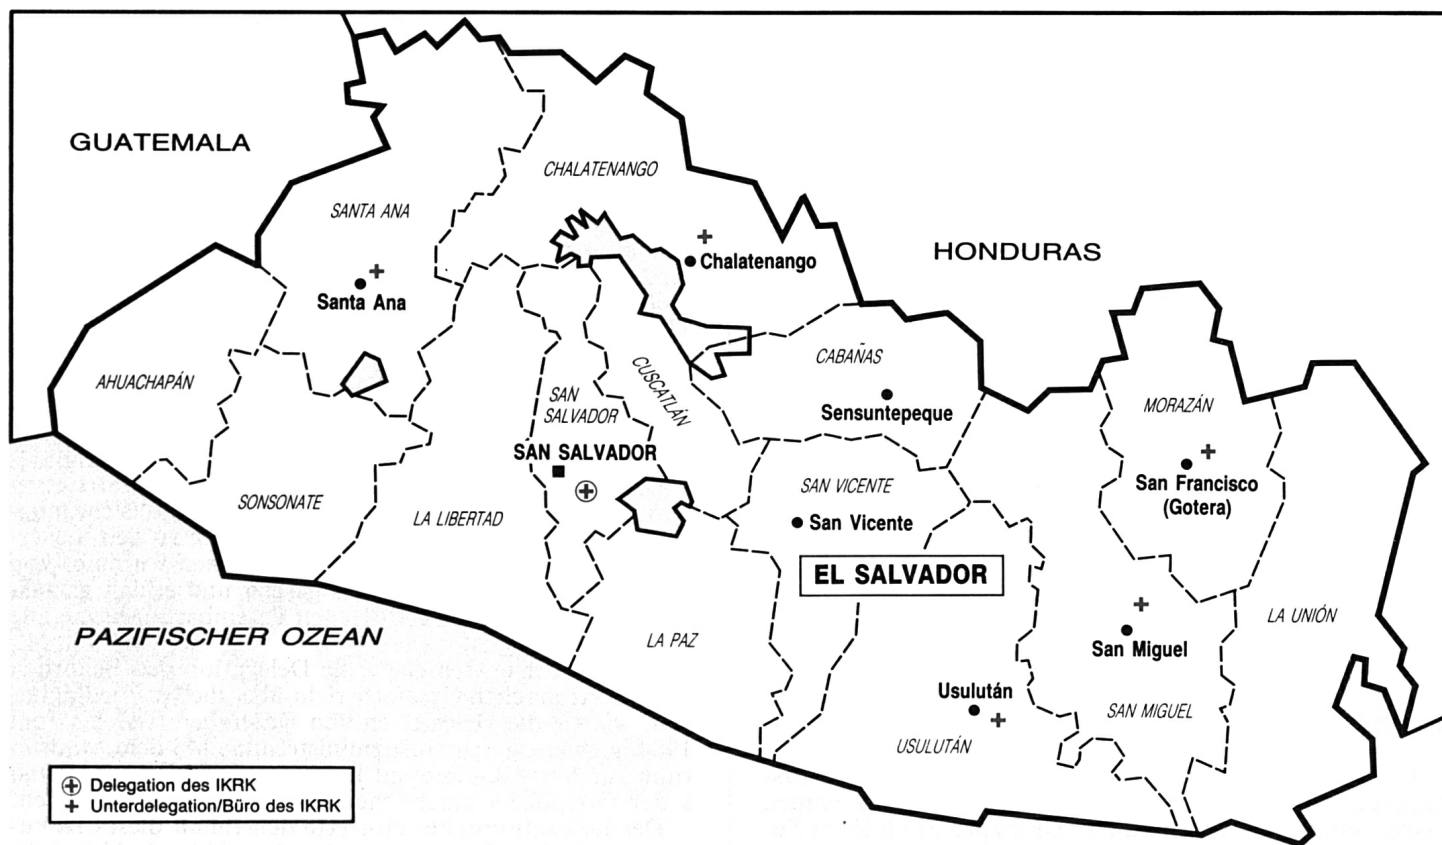 GUATEMALA
CHALATENANGO
SANTA ANA
HONDURAS
Chalatenango
Santa Ana
CABAÑAS
AHUACHAPÁN
CUSCATLÁN
SAN
SALVADOR
Sensuntepeque
MORAZÁN
SAN SALVADOR
San Francisco
(Gotera)
SAN VICENTE
SONSONATE
LA LIBERTAD
San Vicente
EL SALVADOR
LA UNIÓN
PAZIFISCHER OZEAN
LA PAZ
San Miguel
Usulután
SAN MIGUEL
USULUTÁN
Delegation des IKRK
Unterdelegation/Büro des IKRK